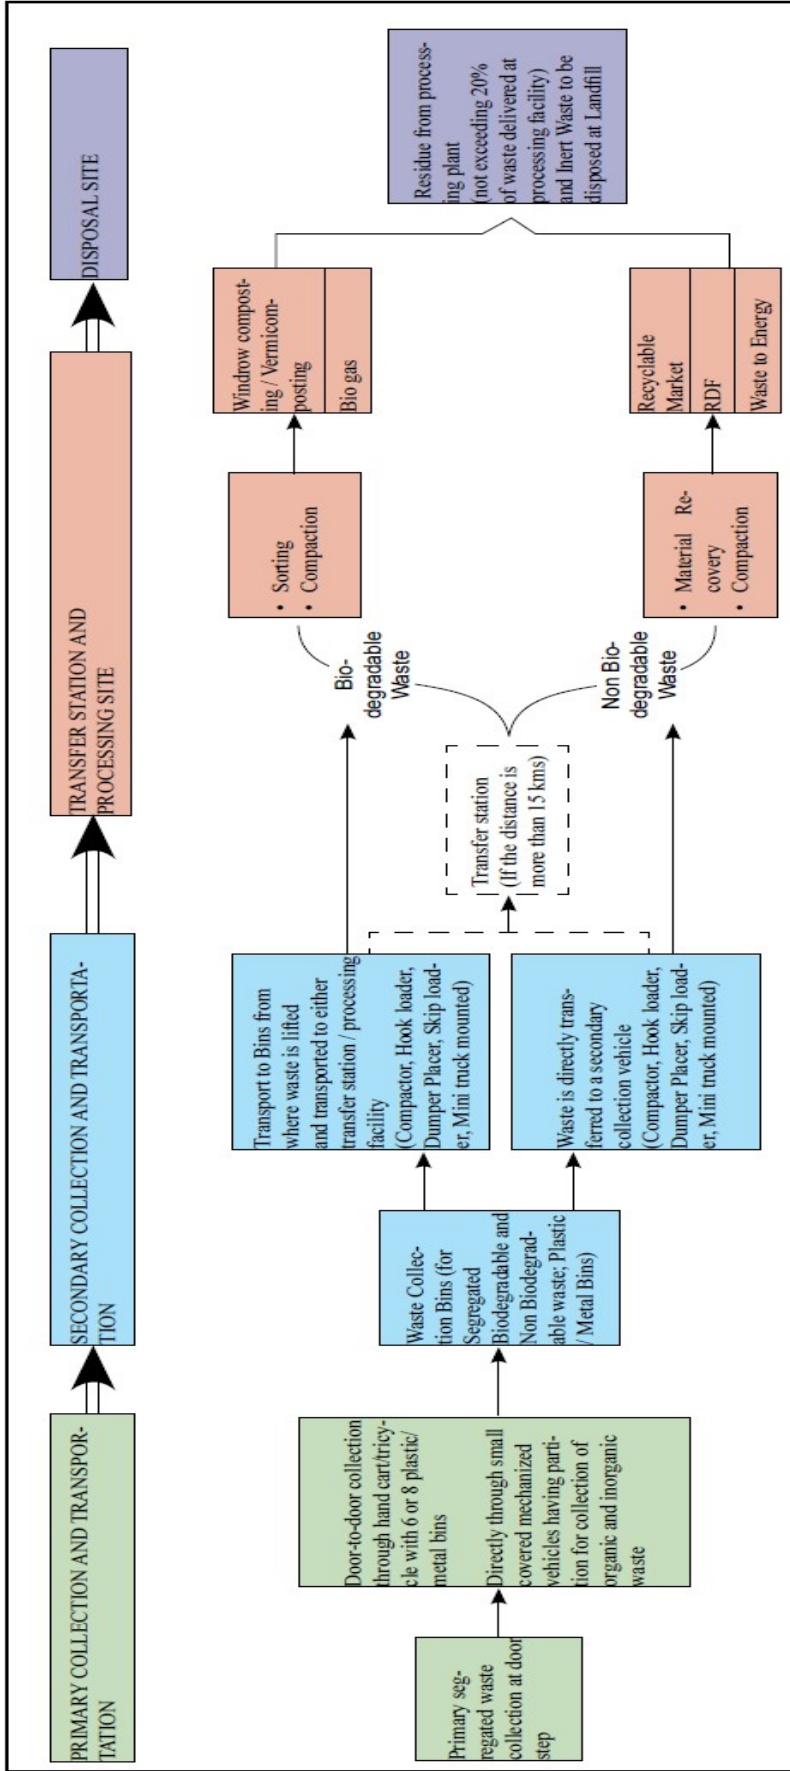 PRIMARY COLLECTION AND TRANSPOR-
TATION
SECONDARY COLLECTION AND TRANSPORTA-
TION
TRANSFER STATION AND
PROCESSING SITE
DISPOSAL SITE
Primary seg-
regated waste
collection at door
step
Door-to-door collection
through hand cart/tricy-
cle with 6 or 8 plastic/
metal bins
Directly through small
covered mechanized
vehicles having parti-
tion for collection of
organic and inorganic
waste
Waste Collec-
tion Bins (for
Segregated
Biodegradable and
Non Biodegrad-
able waste; Plastic
/ Metal Bins)
Transport to Bins from
where waste is lifted
and transported to either
transfer station / processing
facility
(Compactor, Hook loader,
Dumper Placer, Skip load-
er, Mini truck mounted)
Waste is directly trans-
ferred to a secondary
collection vehicle
(Compactor, Hook loader,
Dumper Placer, Skip load-
er, Mini truck mounted)
Transfer station
(If the distance is
more than 15 kms)
Bio-
degradable
Waste
Non Bio-
degradable
Waste
• Sorting
• Compaction
• Material Re-
covery
• Compaction
Windrow compost-
ing / Vermicom-
posting
Bio gas
Recyclable
Market
RDF
Waste to Energy
Residue from process-
ing plant
(not exceeding 20%
of waste delivered at
processing facility)
and Inert Waste to be
disposed at Landfill